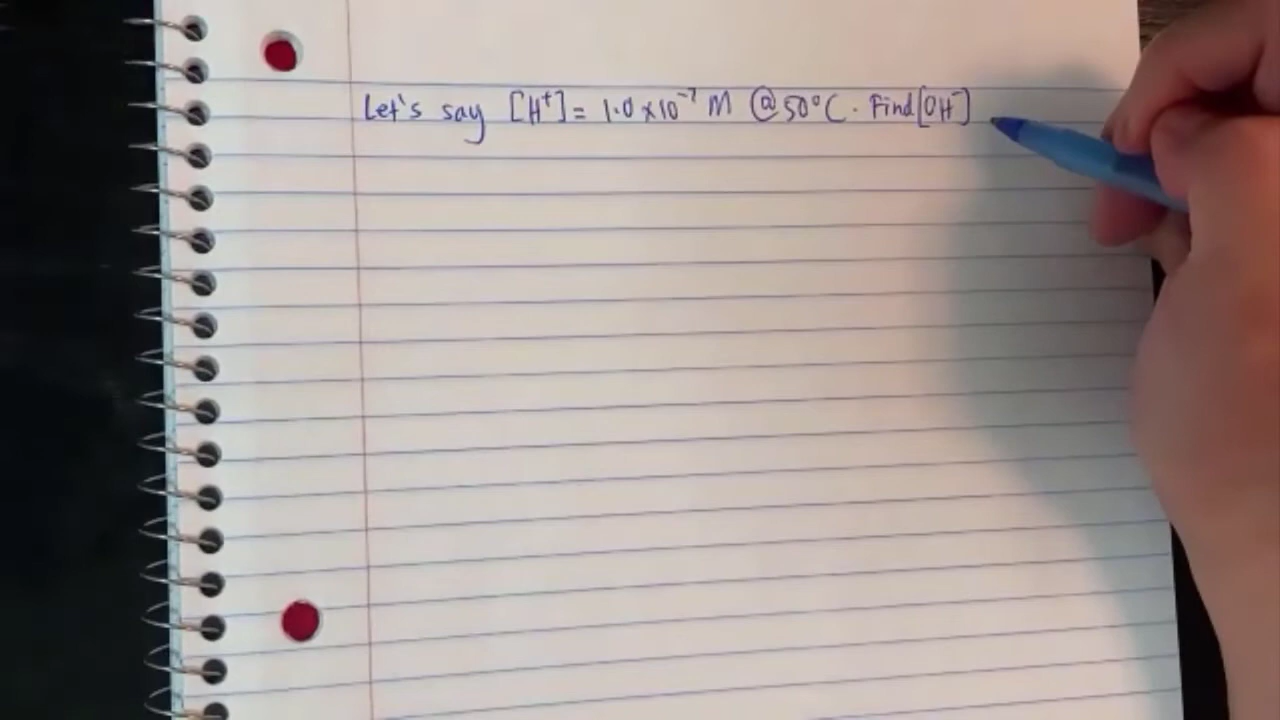 Let's say [H⁺] = 1.0 x 10⁻⁷ M @ 50°C. Find [OH⁻]